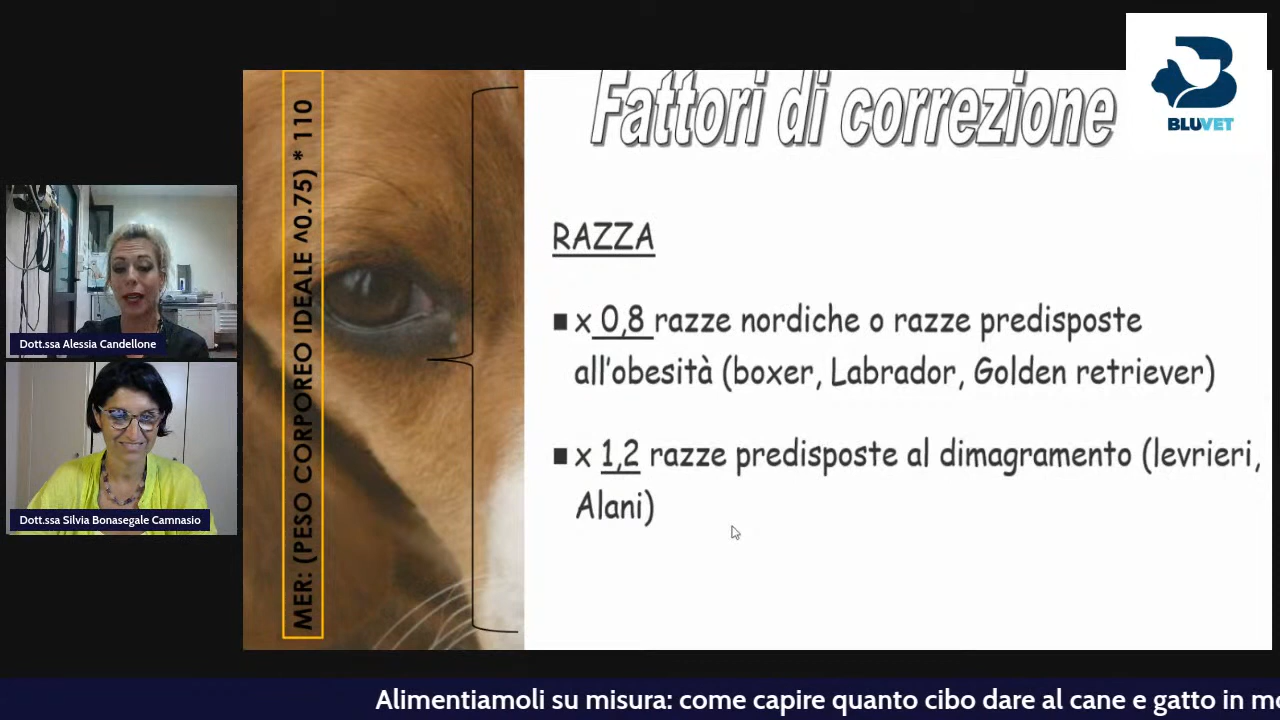 BLUVET
Fattori di correzione
MER: (PESO CORPOREO IDEALE ^0.75) * 110
RAZZA
■ x 0,8 razze nordiche o razze predisposte
all'obesità (boxer, Labrador, Golden retriever)
■ x 1,2 razze predisposte al dimagramento (levrieri,
Alani)
Dott.ssa Alessia Candellone
Dott.ssa Silvia Bonasegale Camnasio
Alimentiamoli su misura: come capire quanto cibo dare al cane e gatto in